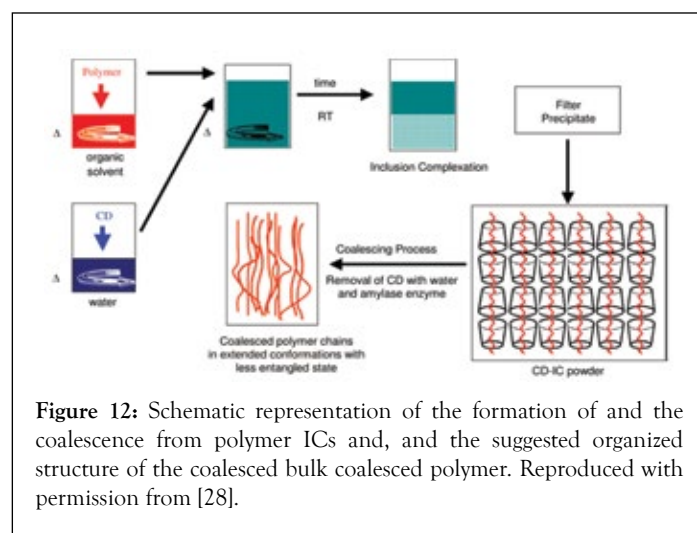 Polymer
Δ
organic
solvent
Δ
time
RT
Inclusion Complexation
Filter
Precipitate
CD
Δ
water
Coalescing Process
Removal of CD with water
and amylase enzyme
Coalesced polymer chains
in extended conformations with
less entangled state
CD-IC powder
Figure 12: Schematic representation of the formation of and the
coalescence from polymer ICs and, and the suggested organized
structure of the coalesced bulk coalesced polymer. Reproduced with
permission from [28].